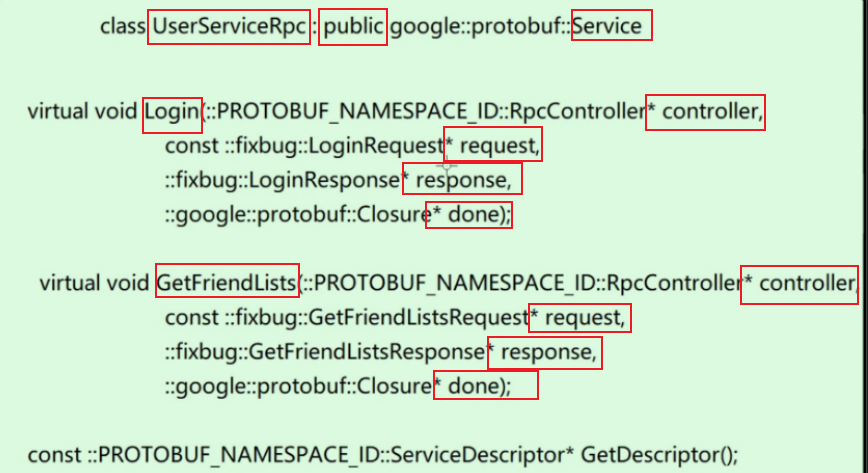 class UserServiceRpc : public google::protobuf::Service
virtual void Login(::PROTOBUF_NAMESPACE_ID::RpcController* controller,
const ::fixbug::LoginRequest* request,
::fixbug::LoginResponse* response,
::google::protobuf::Closure* done);
virtual void GetFriendLists(::PROTOBUF_NAMESPACE_ID::RpcController* controller,
const ::fixbug::GetFriendListsRequest* request,
::fixbug::GetFriendListsResponse* response,
::google::protobuf::Closure* done);
const ::PROTOBUF_NAMESPACE_ID::ServiceDescriptor* GetDescriptor();